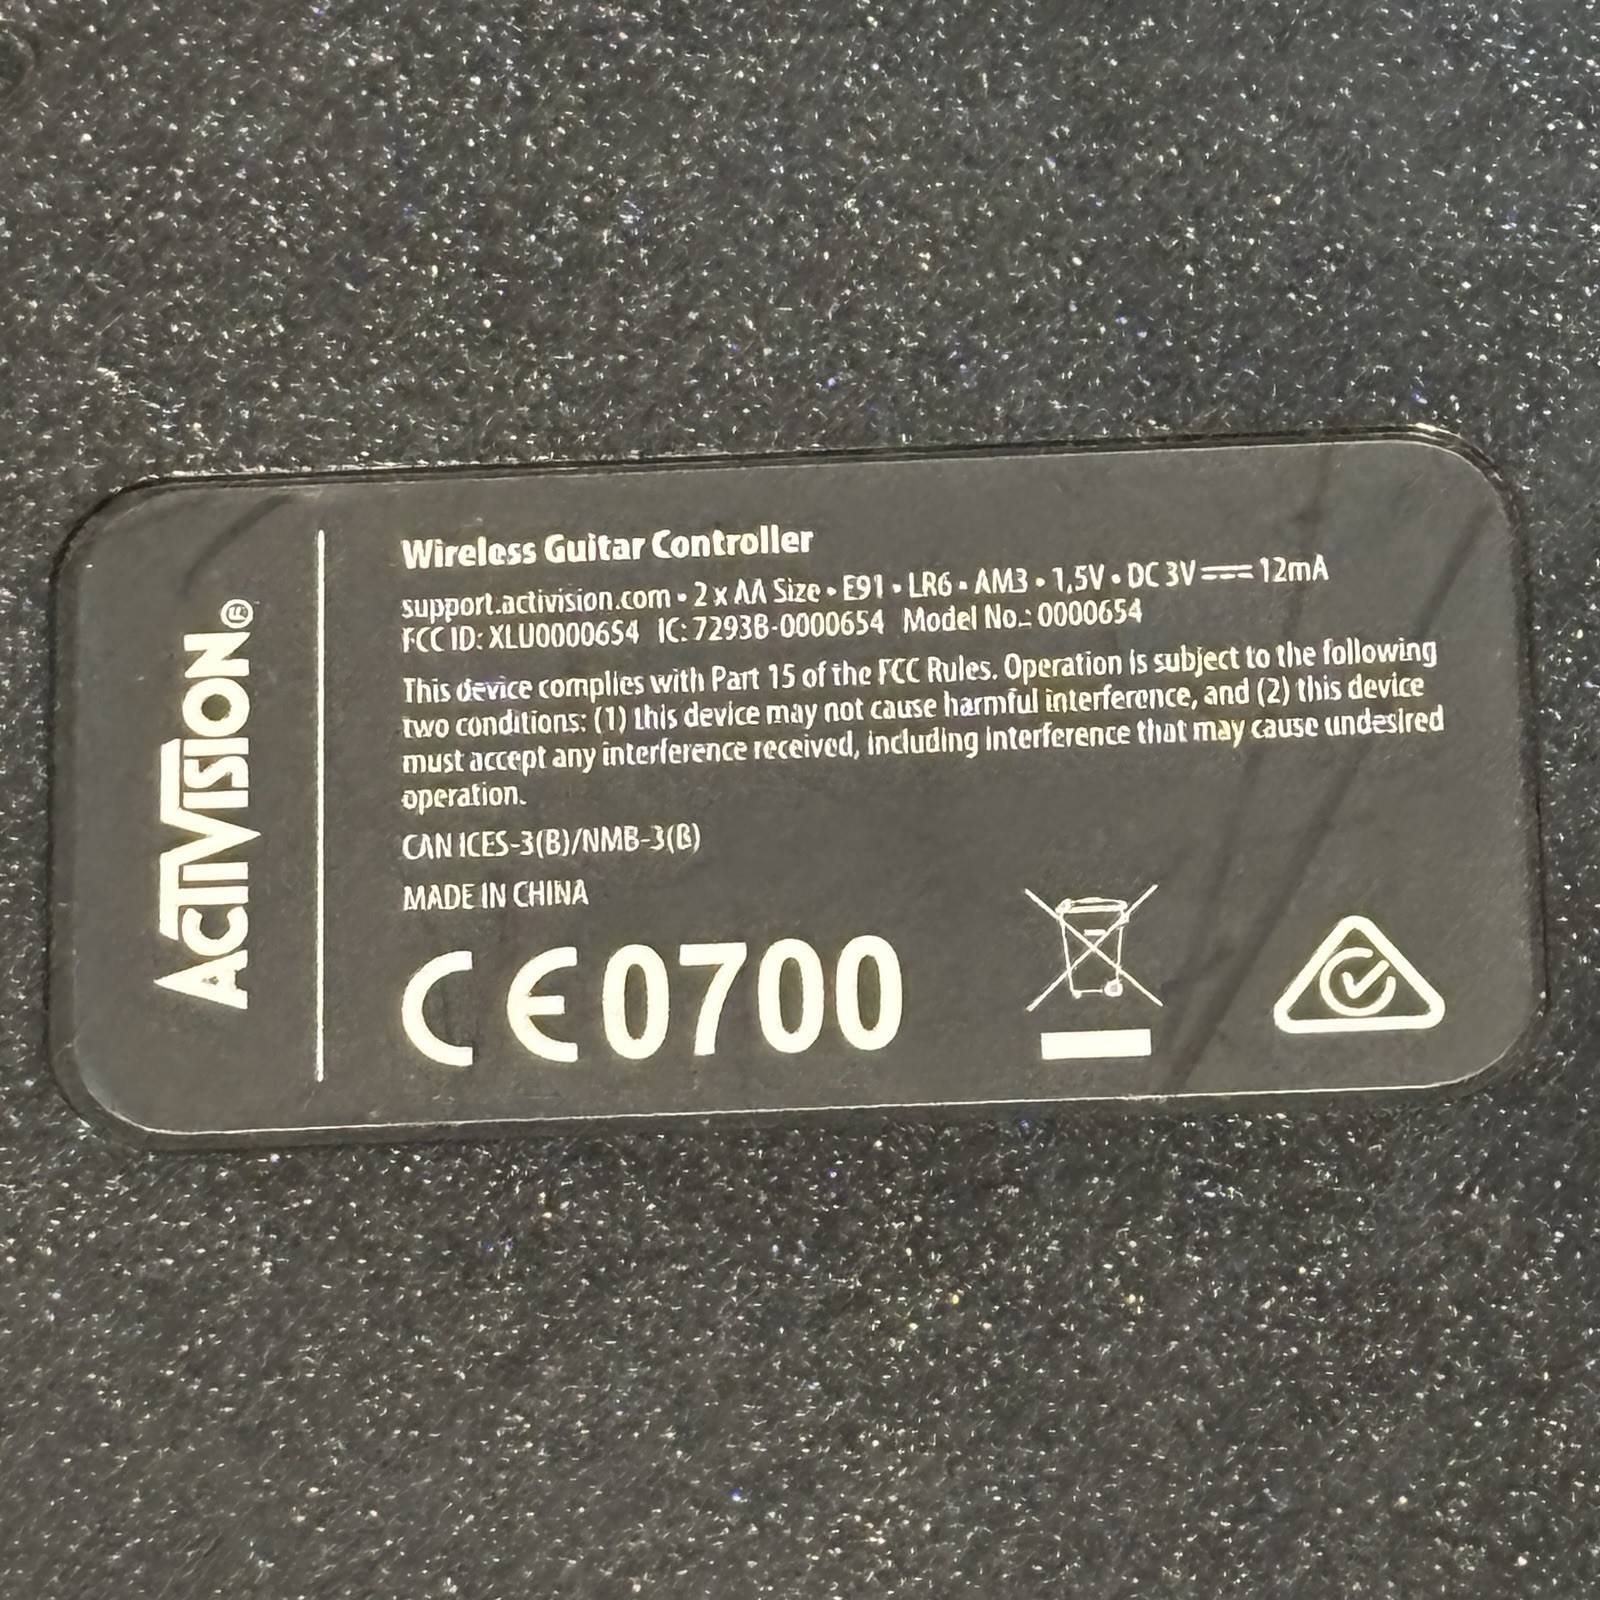 ACTIVISION®
Wireless Guitar Controller
support.activision.com • 2 x AA Size • E91 • LR6 • AM3 • 1,5V • DC 3V ⎓ 12mA
FCC ID: XLU0000654 IC: 7293B-0000654 Model No.: 0000654
This device complies with Part 15 of the FCC Rules. Operation is subject to the following
two conditions: (1) this device may not cause harmful interference, and (2) this device
must accept any interference received, including interference that may cause undesired
operation.
CAN ICES-3(B)/NMB-3(B)
MADE IN CHINA
CE0700